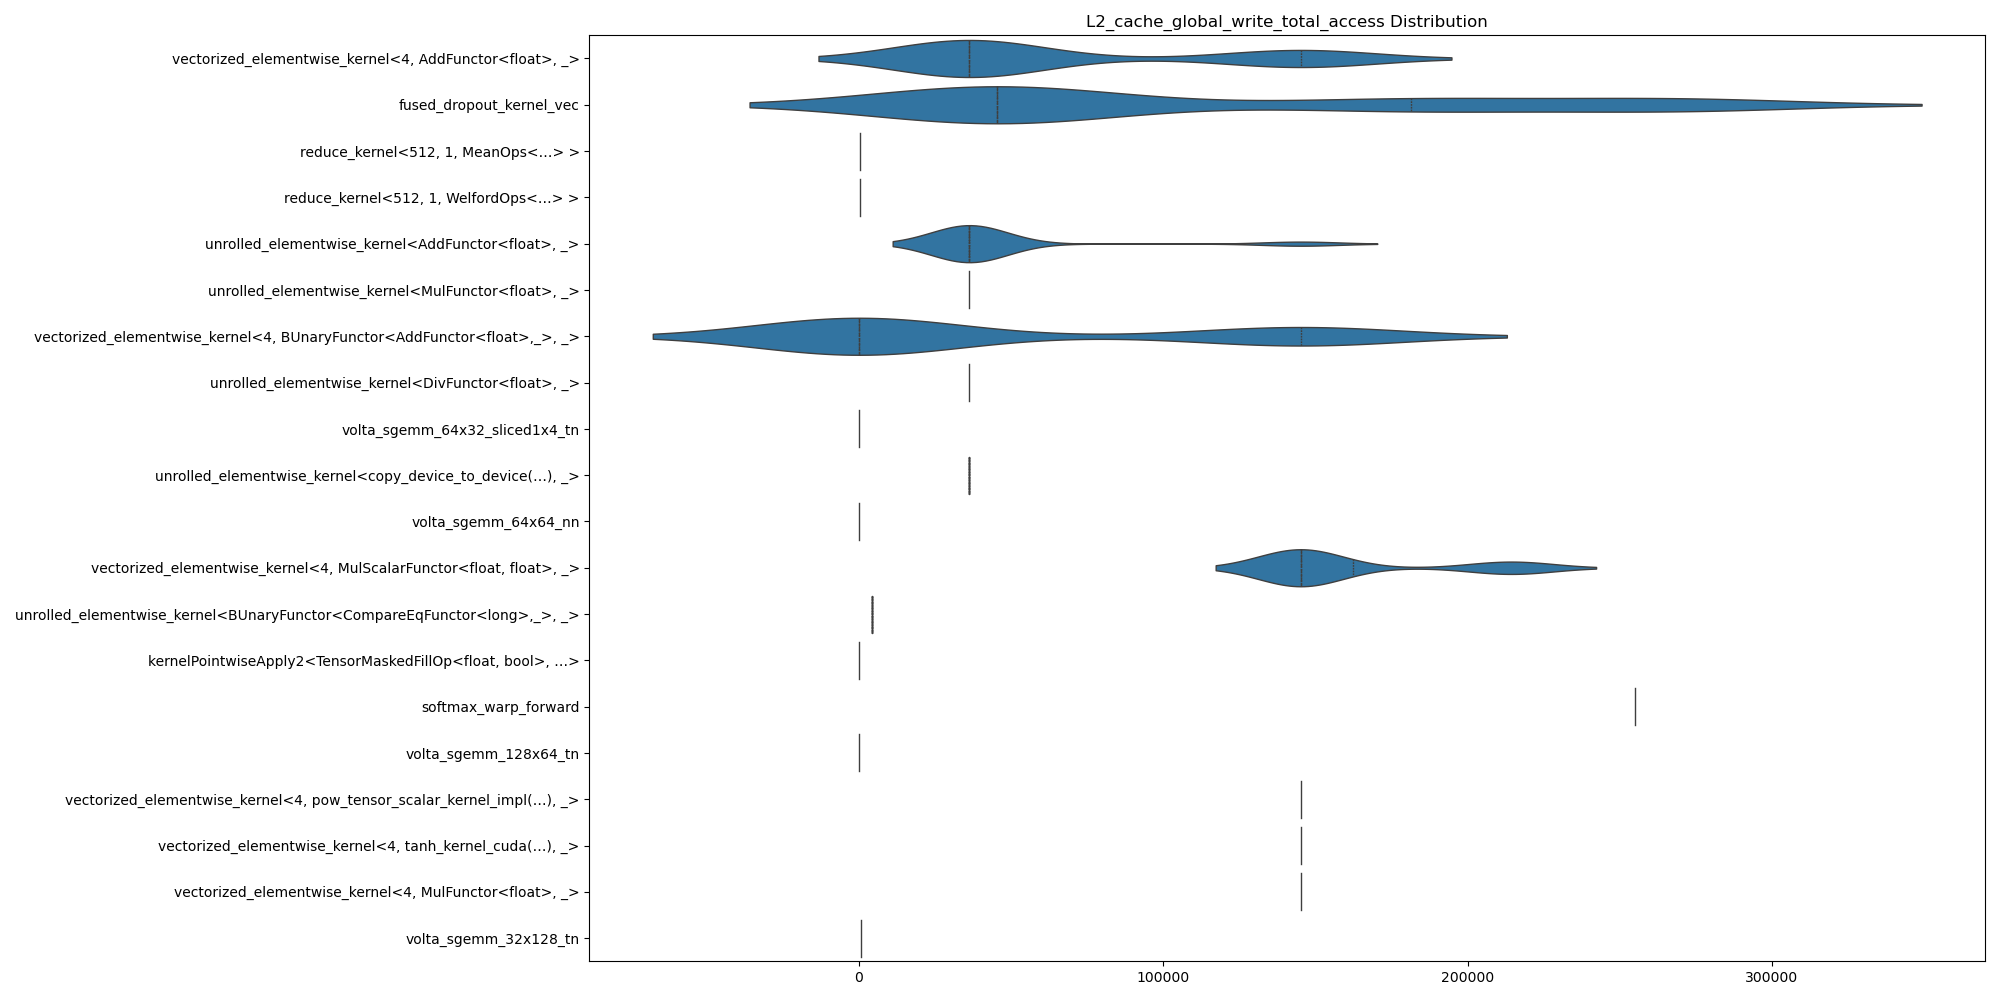 L2_cache_global_write_total_access Distribution
vectorized_elementwise_kernel<4, AddFunctor<float>, _>
fused_dropout_kernel_vec
reduce_kernel<512, 1, MeanOps<...> >
reduce_kernel<512, 1, WelfordOps<...> >
unrolled_elementwise_kernel<AddFunctor<float>, _>
unrolled_elementwise_kernel<MulFunctor<float>, _>
vectorized_elementwise_kernel<4, BUnaryFunctor<AddFunctor<float>,_>, _>
unrolled_elementwise_kernel<DivFunctor<float>, _>
volta_sgemm_64x32_sliced1x4_tn
unrolled_elementwise_kernel<copy_device_to_device(...), _>
volta_sgemm_64x64_nn
vectorized_elementwise_kernel<4, MulScalarFunctor<float, float>, _>
unrolled_elementwise_kernel<BUnaryFunctor<CompareEqFunctor<long>,_>, _>
kernelPointwiseApply2<TensorMaskedFillOp<float, bool>, ...>
softmax_warp_forward
volta_sgemm_128x64_tn
vectorized_elementwise_kernel<4, pow_tensor_scalar_kernel_impl(...), _>
vectorized_elementwise_kernel<4, tanh_kernel_cuda(...), _>
vectorized_elementwise_kernel<4, MulFunctor<float>, _>
volta_sgemm_32x128_tn
0 100000 200000 300000